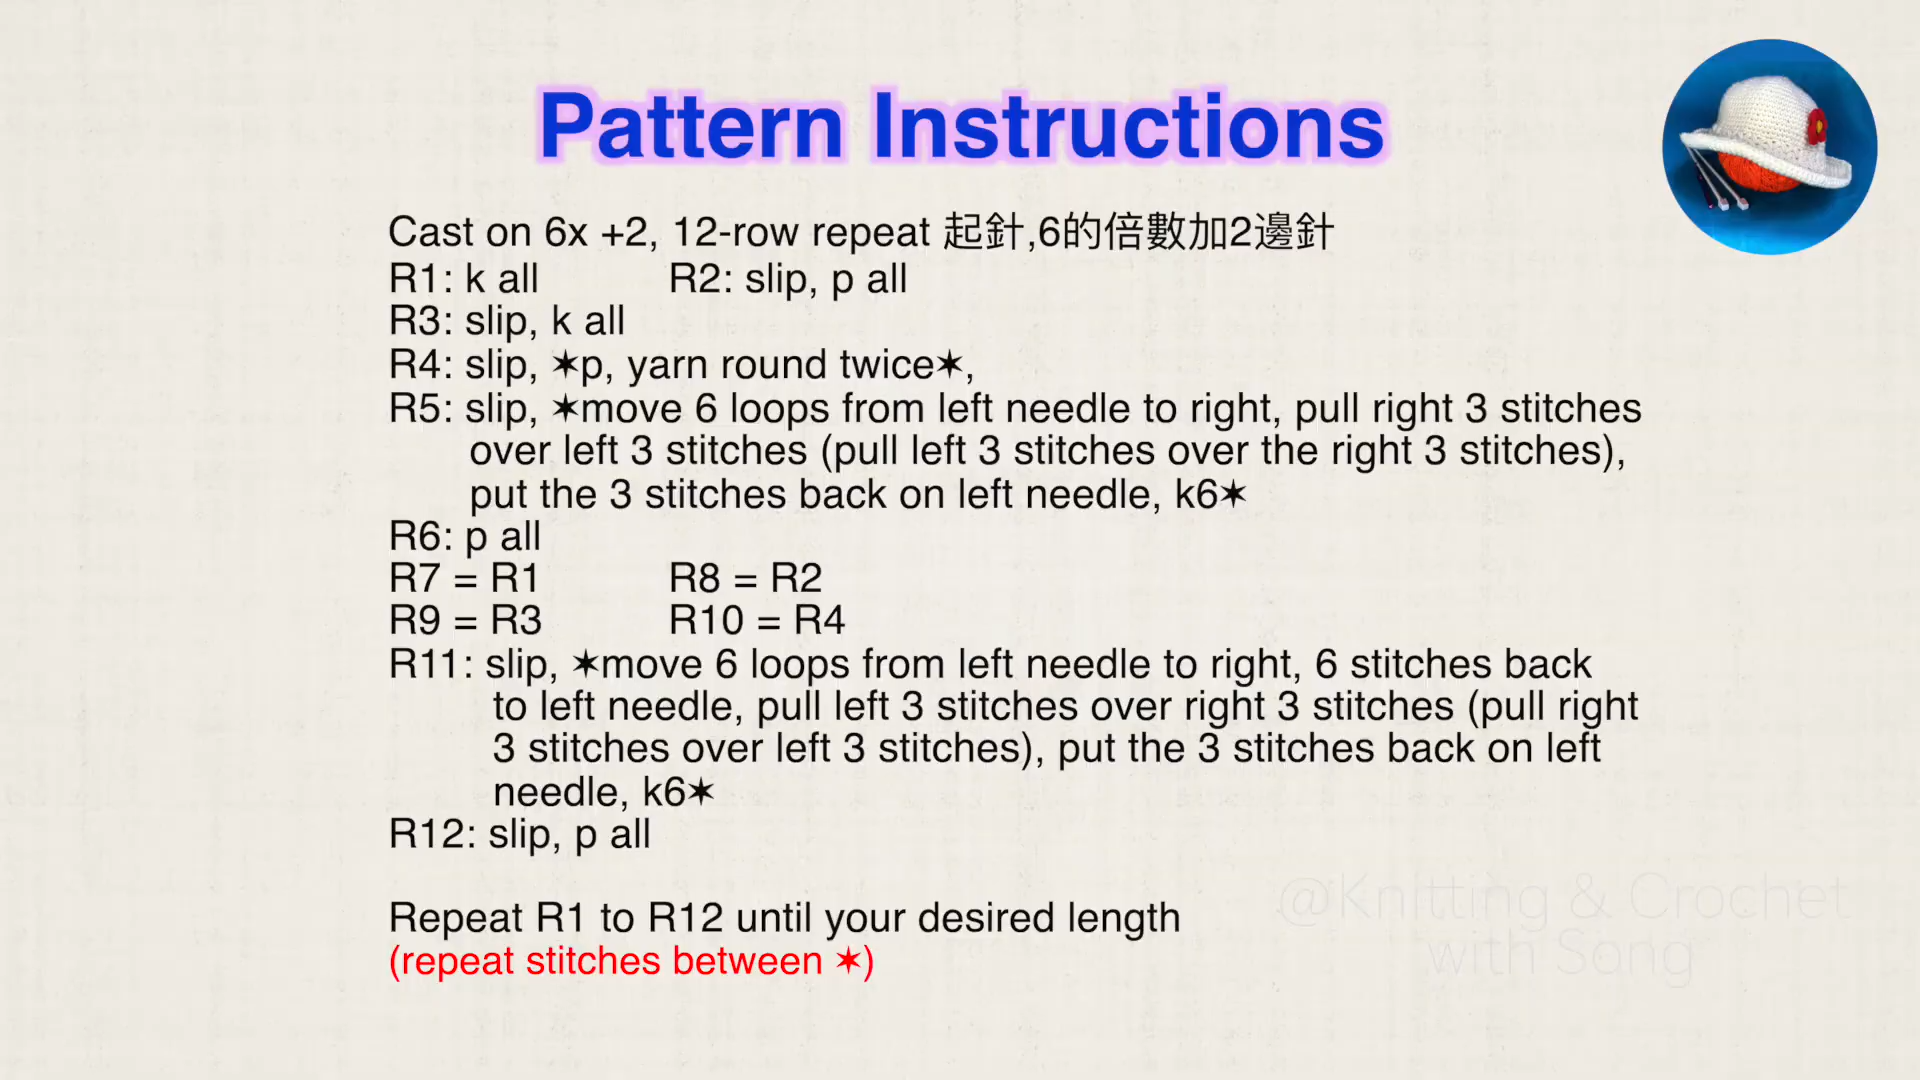 Pattern Instructions
Cast on 6x +2, 12-row repeat 起針,6的倍數加2邊針
R1: k all R2: slip, p all
R3: slip, k all
R4: slip, ✶p, yarn round twice✶,
R5: slip, ✶move 6 loops from left needle to right, pull right 3 stitches
over left 3 stitches (pull left 3 stitches over the right 3 stitches),
put the 3 stitches back on left needle, k6✶
R6: p all
R7 = R1 R8 = R2
R9 = R3 R10 = R4
R11: slip, ✶move 6 loops from left needle to right, 6 stitches back
to left needle, pull left 3 stitches over right 3 stitches (pull right
3 stitches over left 3 stitches), put the 3 stitches back on left
needle, k6✶
R12: slip, p all
Repeat R1 to R12 until your desired length
(repeat stitches between ✶)
@Knitting & Crochet
with Song